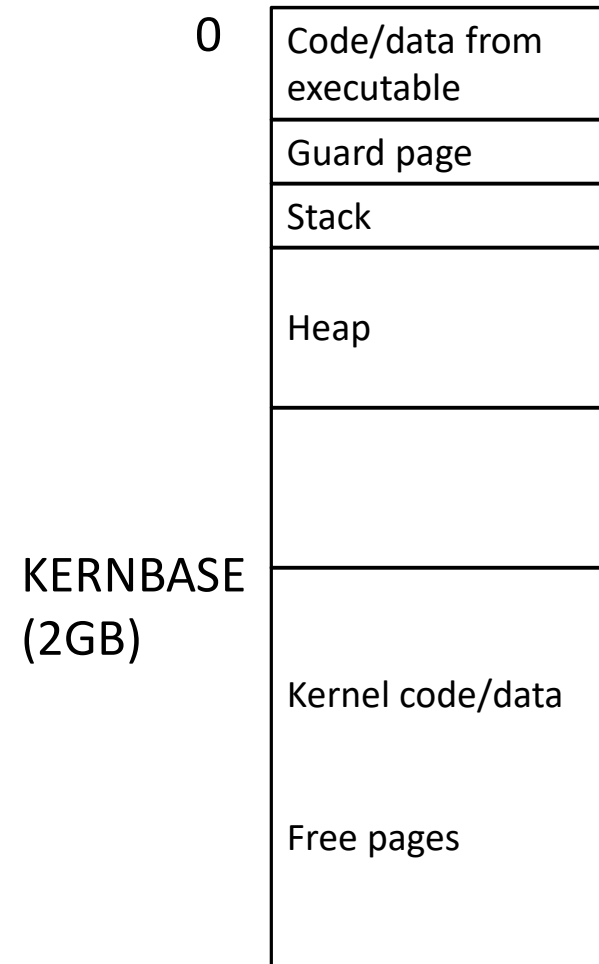 0
Code/data from
executable
Guard page
Stack
Heap
KERNBASE
(2GB)
Kernel code/data
Free pages